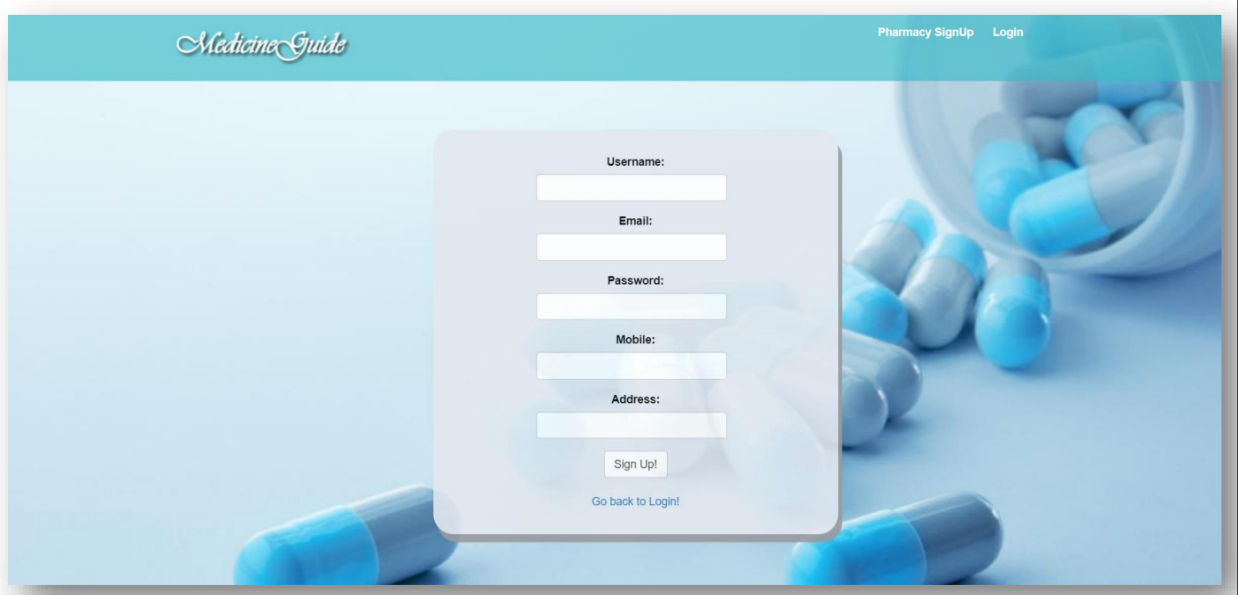 MedicineGuide
Pharmacy SignUp Login
Username:
Email:
Password:
Mobile:
Address:
Sign Up!
Go back to Login!